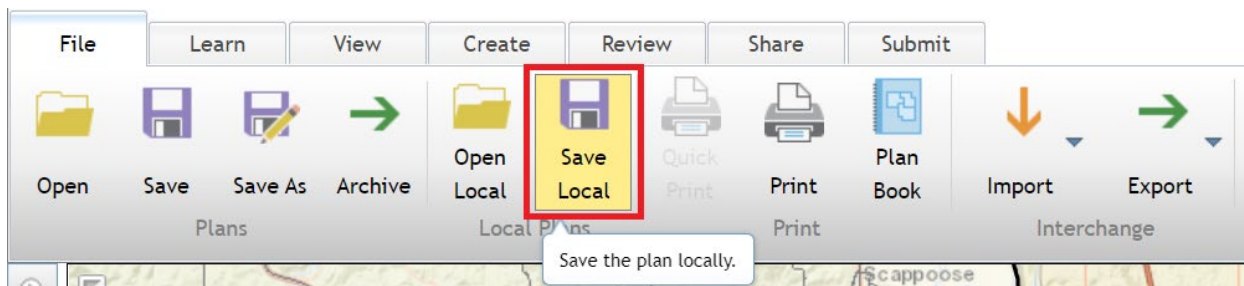 File Learn View Create Review Share Submit
Open Save Save As Archive Open Local Save Local Quick Print Print Plan Book Import Export
Plans Local Plans Print Interchange
Save the plan locally.
Scappoose